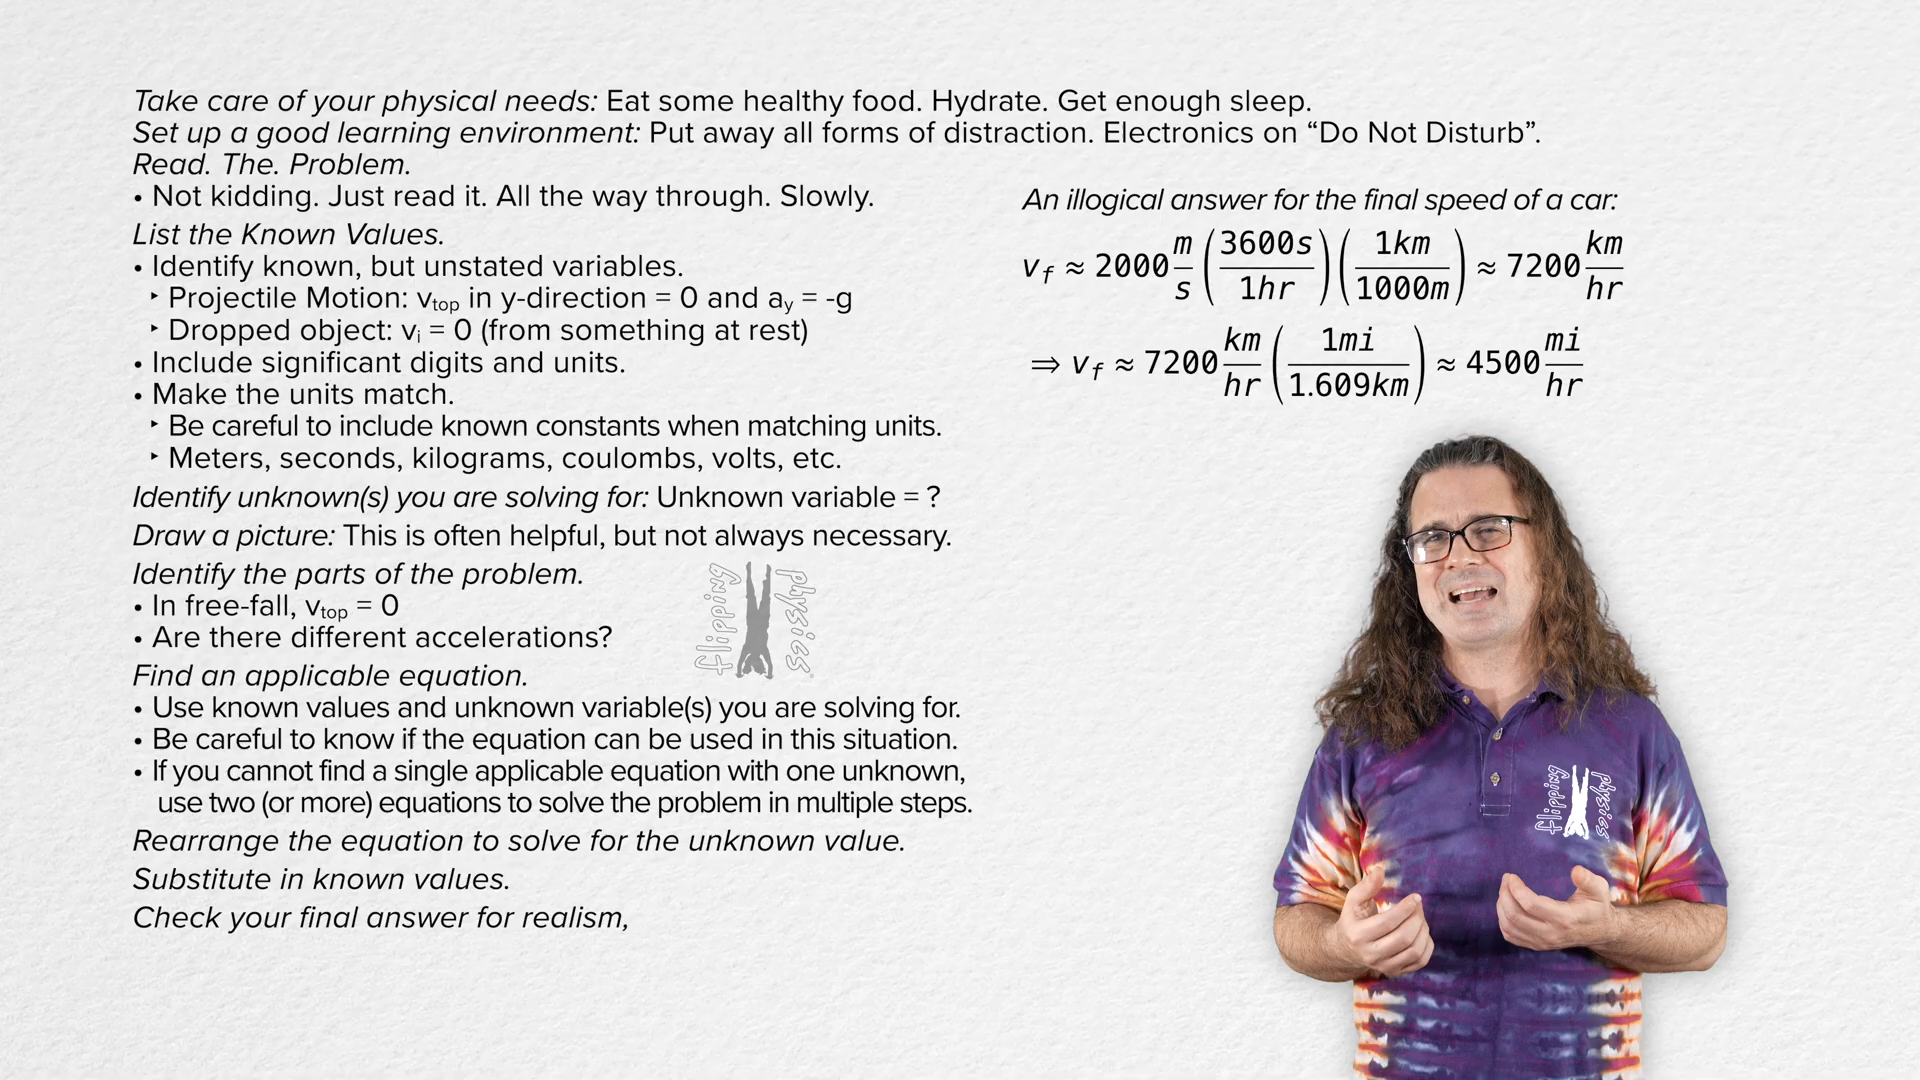 Take care of your physical needs: Eat some healthy food. Hydrate. Get enough sleep.
Set up a good learning environment: Put away all forms of distraction. Electronics on “Do Not Disturb”.
Read. The. Problem.
• Not kidding. Just read it. All the way through. Slowly.
List the Known Values.
• Identify known, but unstated variables.
‣ Projectile Motion: v_top in y-direction = 0 and a_y = -g
‣ Dropped object: v_i = 0 (from something at rest)
• Include significant digits and units.
• Make the units match.
‣ Be careful to include known constants when matching units.
‣ Meters, seconds, kilograms, coulombs, volts, etc.
Identify unknown(s) you are solving for: Unknown variable = ?
Draw a picture: This is often helpful, but not always necessary.
Identify the parts of the problem.
• In free-fall, v_top = 0
• Are there different accelerations?
Find an applicable equation.
• Use known values and unknown variable(s) you are solving for.
• Be careful to know if the equation can be used in this situation.
• If you cannot find a single applicable equation with one unknown,
use two (or more) equations to solve the problem in multiple steps.
Rearrange the equation to solve for the unknown value.
Substitute in known values.
Check your final answer for realism,
flipping physics
An illogical answer for the final speed of a car:
v_f ≈ 2000 m/s (3600s/1hr) (1km/1000m) ≈ 7200 km/hr
⇒ v_f ≈ 7200 km/hr (1mi/1.609km) ≈ 4500 mi/hr
flipping physics